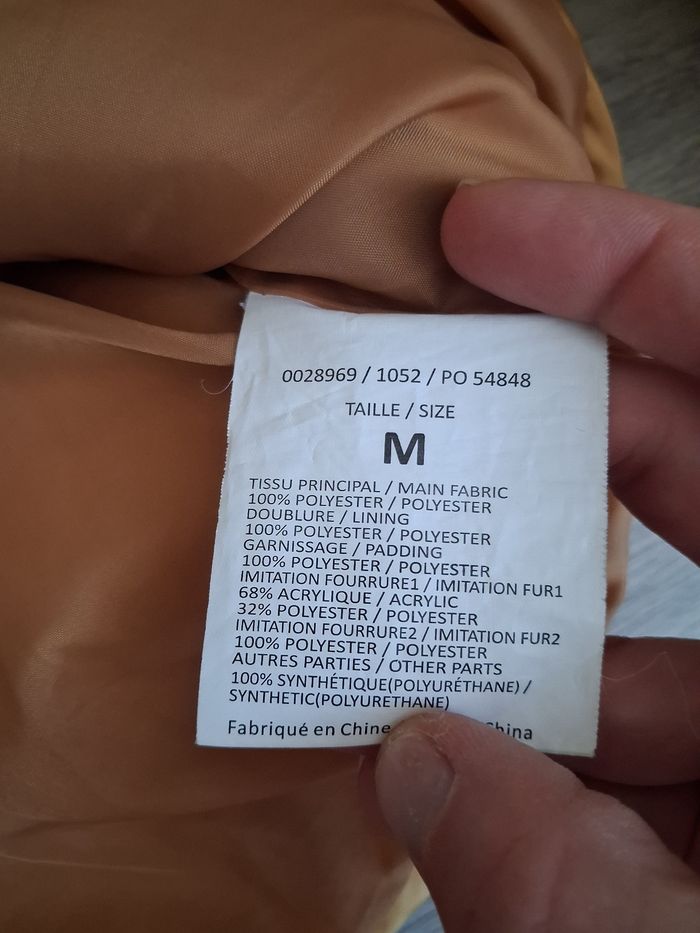 0028969 / 1052 / PO 54848
TAILLE / SIZE
M
TISSU PRINCIPAL / MAIN FABRIC
100% POLYESTER / POLYESTER
DOUBLURE / LINING
100% POLYESTER / POLYESTER
GARNISSAGE / PADDING
100% POLYESTER / POLYESTER
IMITATION FOURRURE1 / IMITATION FUR1
68% ACRYLIQUE / ACRYLIC
32% POLYESTER / POLYESTER
IMITATION FOURRURE2 / IMITATION FUR2
100% POLYESTER / POLYESTER
AUTRES PARTIES / OTHER PARTS
100% SYNTHÉTIQUE(POLYURÉTHANE) /
SYNTHETIC(POLYURETHANE)
Fabriqué en Chine China